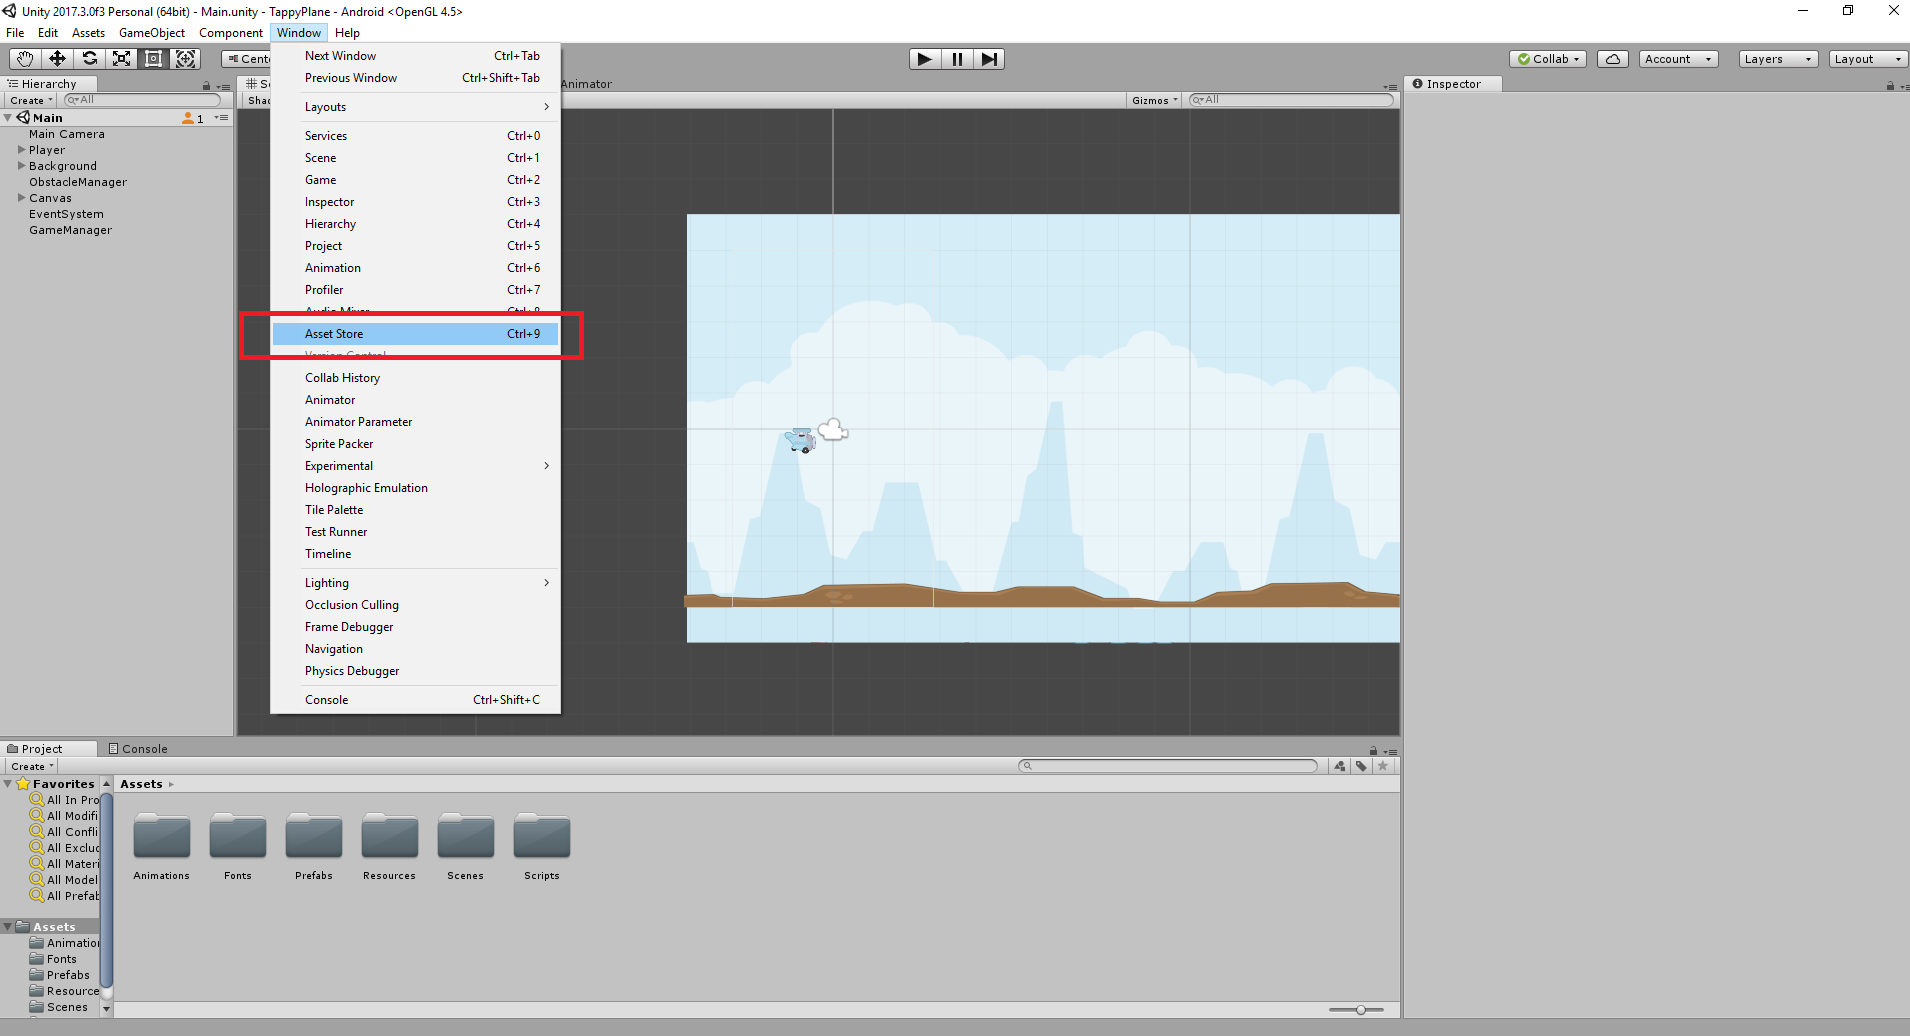 Unity 2017.3.0f3 Personal (64bit) - Main.unity - TappyPlane - Android <OpenGL 4.5>
File Edit Assets GameObject Component Window Help
Cente
Collab Account Layers Layout
Hierarchy
Create All
Main 1
Main Camera
Player
Background
ObstacleManager
Canvas
EventSystem
GameManager
Animator
Gizmos All
Inspector
Next Window Ctrl+Tab
Previous Window Ctrl+Shift+Tab
Layouts
Services Ctrl+0
Scene Ctrl+1
Game Ctrl+2
Inspector Ctrl+3
Hierarchy Ctrl+4
Project Ctrl+5
Animation Ctrl+6
Profiler Ctrl+7
Audio Mixer Ctrl+8
Asset Store Ctrl+9
Version Control
Collab History
Animator
Animator Parameter
Sprite Packer
Experimental
Holographic Emulation
Tile Palette
Test Runner
Timeline
Lighting
Occlusion Culling
Frame Debugger
Navigation
Physics Debugger
Console Ctrl+Shift+C
Project Console
Create
Favorites
All In Pro
All Modifi
All Confli
All Exclu
All Materi
All Model
All Prefab
Assets
Animation
Fonts
Prefabs
Resource
Scenes
Assets
Animations Fonts Prefabs Resources Scenes Scripts